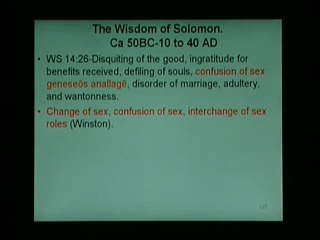 The Wisdom of Solomon.
Ca 50BC-10 to 40 AD
• WS 14:26-Disquiting of the good, ingratitude for
benefits received, defiling of souls, confusion of sex
geneseōs anallagē, disorder of marriage, adultery,
and wantonness.
• Change of sex, confusion of sex, interchange of sex
roles (Winston).